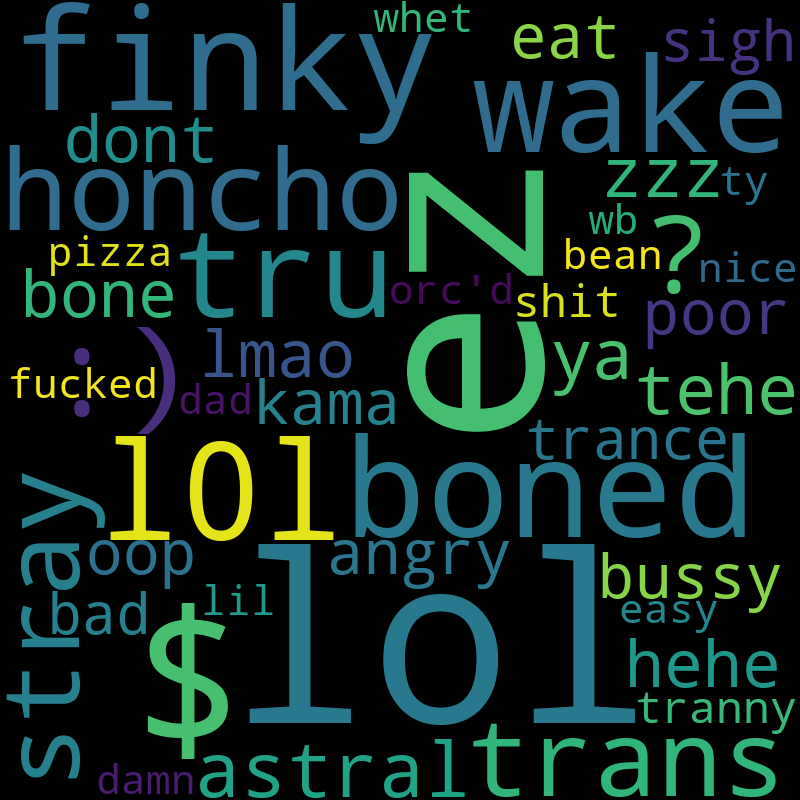 finky
whet
eat
sigh
wake
dont
honcho
ez
zzz
ty
wb
?
pizza
tru
bean
nice
bone
orc'd
shit
poor
:)
lmao
ya
fucked
dad
kama
tehe
trance
lol
boned
stray
oop
angry
lol
bussy
bad
lil
easy
$
hehe
tranny
trans
astral
damn